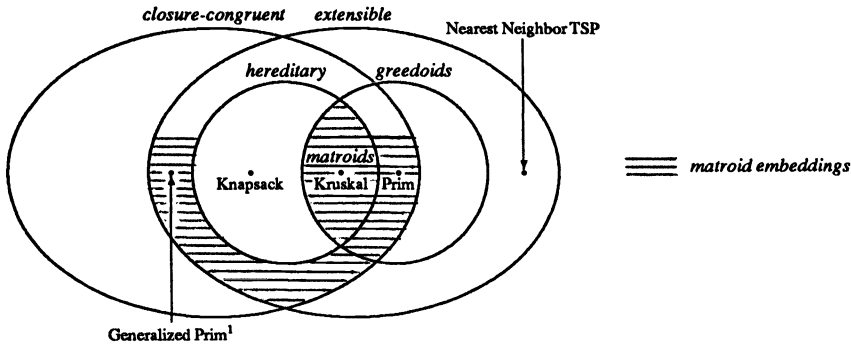 closure-congruent extensible
Nearest Neighbor TSP
hereditary greedoids
matroids
matroid embeddings
Knapsack Kruskal Prim
Generalized Prim¹